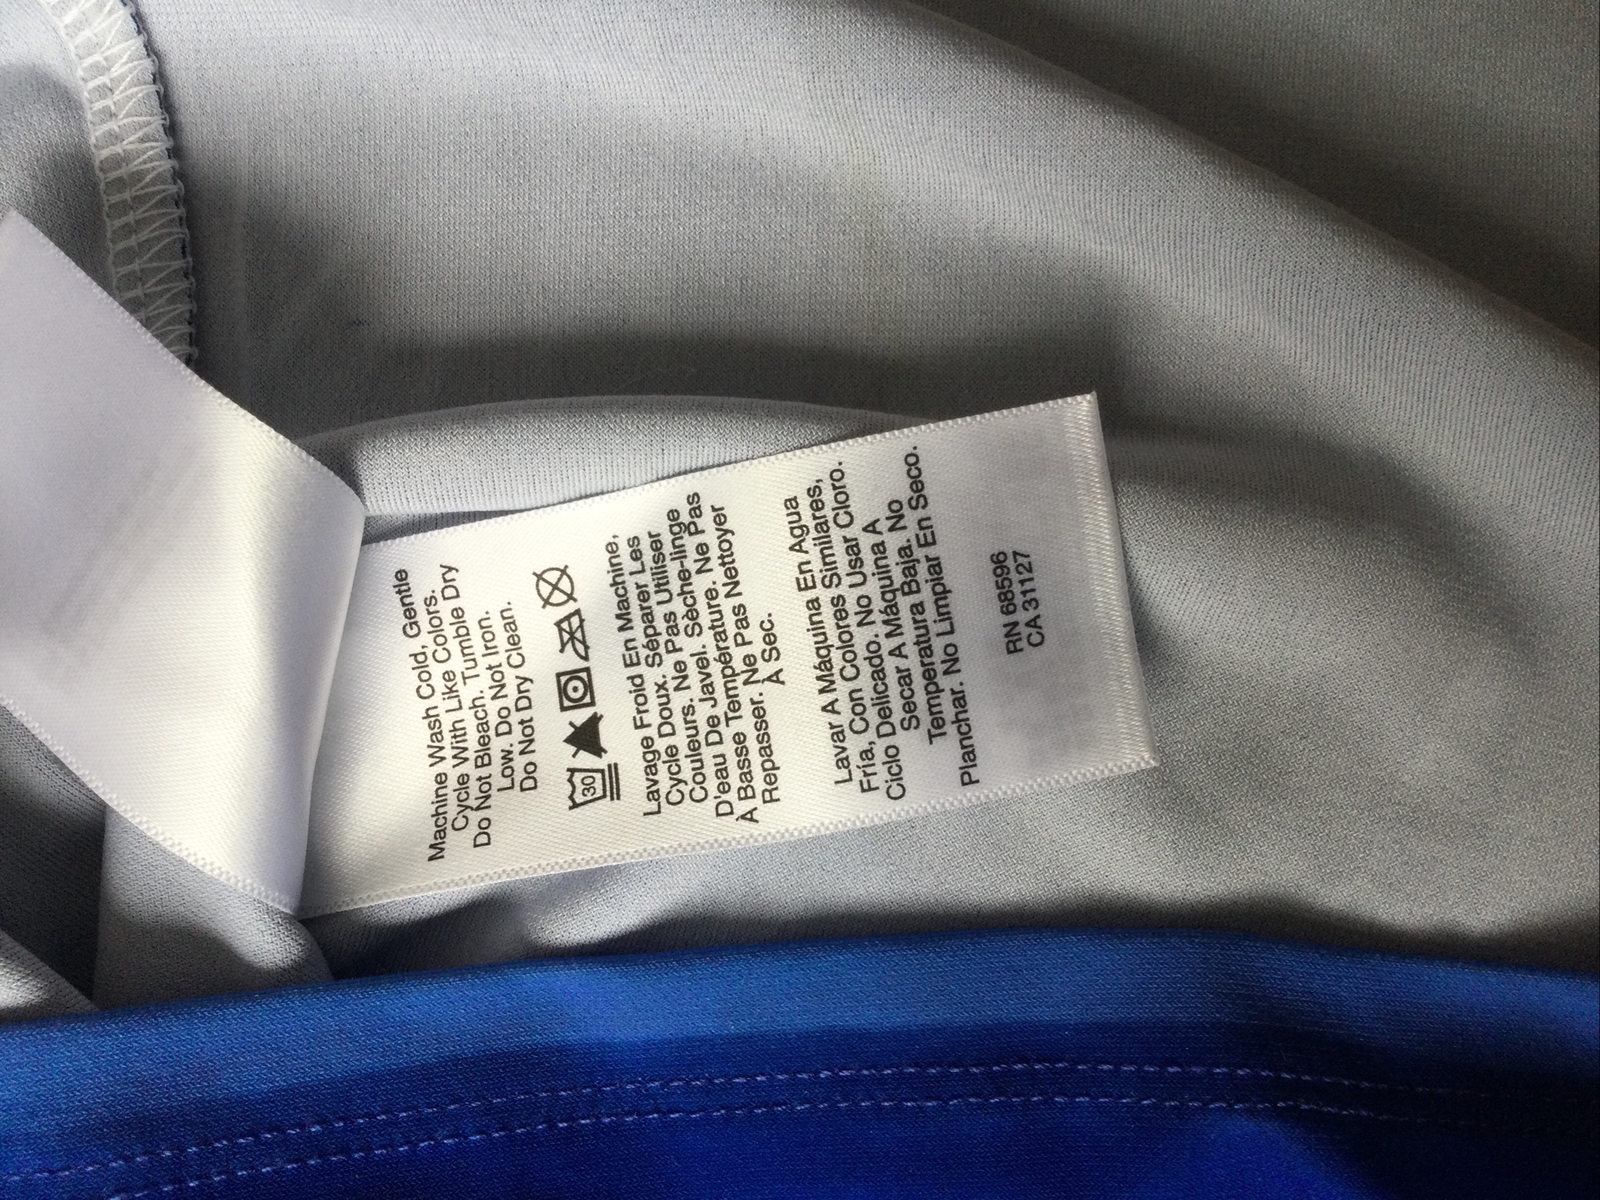 Machine Wash Cold, Gentle
Cycle With Like Colors.
Do Not Bleach. Tumble Dry
Low. Do Not Iron.
Do Not Dry Clean.
30
Lavage Froid En Machine,
Cycle Doux. Séparer Les
Couleurs. Ne Pas Utiliser
D'eau De Javel. Sèche-linge
À Basse Température. Ne Pas
Repasser. Ne Pas Nettoyer
À Sec.
Lavar A Máquina En Agua
Fría, Con Colores Similares,
Ciclo Delicado. No Usar Cloro.
Secar A Máquina A
Temperatura Baja. No
Planchar. No Limpiar En Seco.
RN 68596
CA 31127